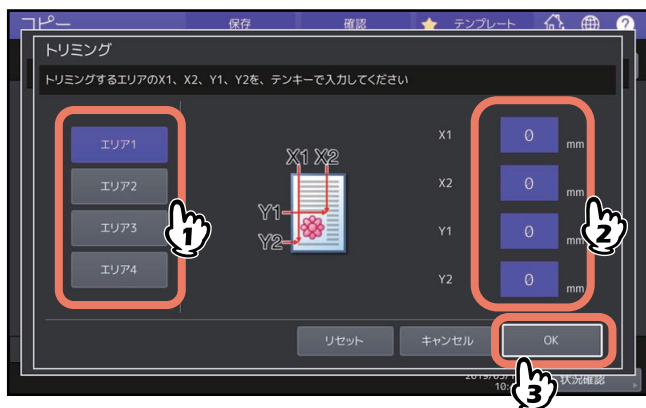 コピー 保存 確認 テンプレート ?
トリミング
トリミングするエリアのX1、X2、Y1、Y2を、テンキーで入力してください
エリア1
エリア2
エリア3
エリア4
1
X1 X2
Y1
Y2
X1 0 mm
X2 0 mm
Y1 0 mm
Y2 0 mm
2
リセット キャンセル OK
3
状況確認